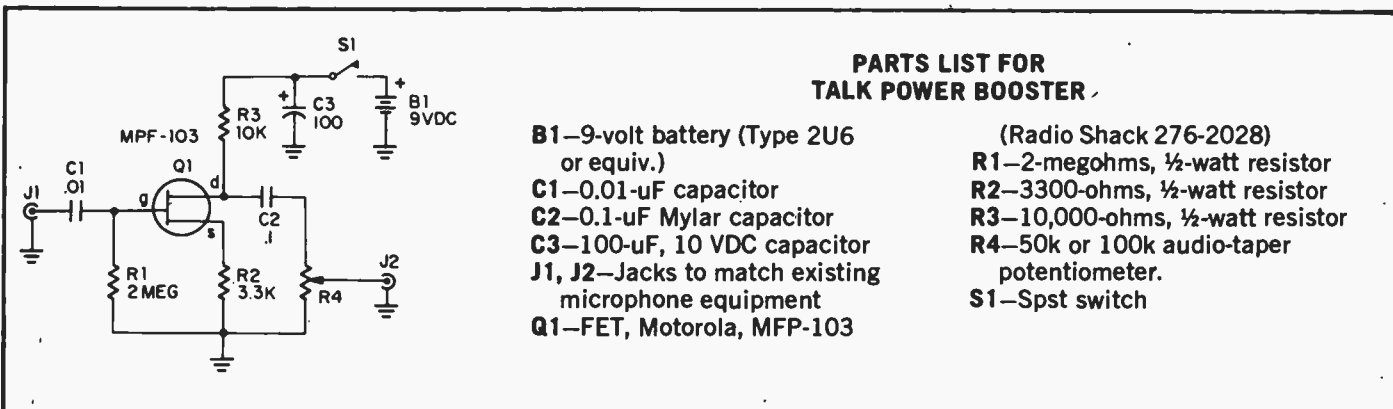 S1
+
C3
100
+
B1
9VDC
R3
10K
MPF-103
Q1
C1
.01
J1
g
d
s
C2
.1
R1
2 MEG
R2
3.3K
R4
J2
PARTS LIST FOR
TALK POWER BOOSTER
B1—9-volt battery (Type 2U6
or equiv.)
C1—0.01-uF capacitor
C2—0.1-uF Mylar capacitor
C3—100-uF, 10 VDC capacitor
J1, J2—Jacks to match existing
microphone equipment
Q1—FET, Motorola, MFP-103
(Radio Shack 276-2028)
R1—2-megohms, ½-watt resistor
R2—3300-ohms, ½-watt resistor
R3—10,000-ohms, ½-watt resistor
R4—50k or 100k audio-taper
potentiometer.
S1—Spst switch